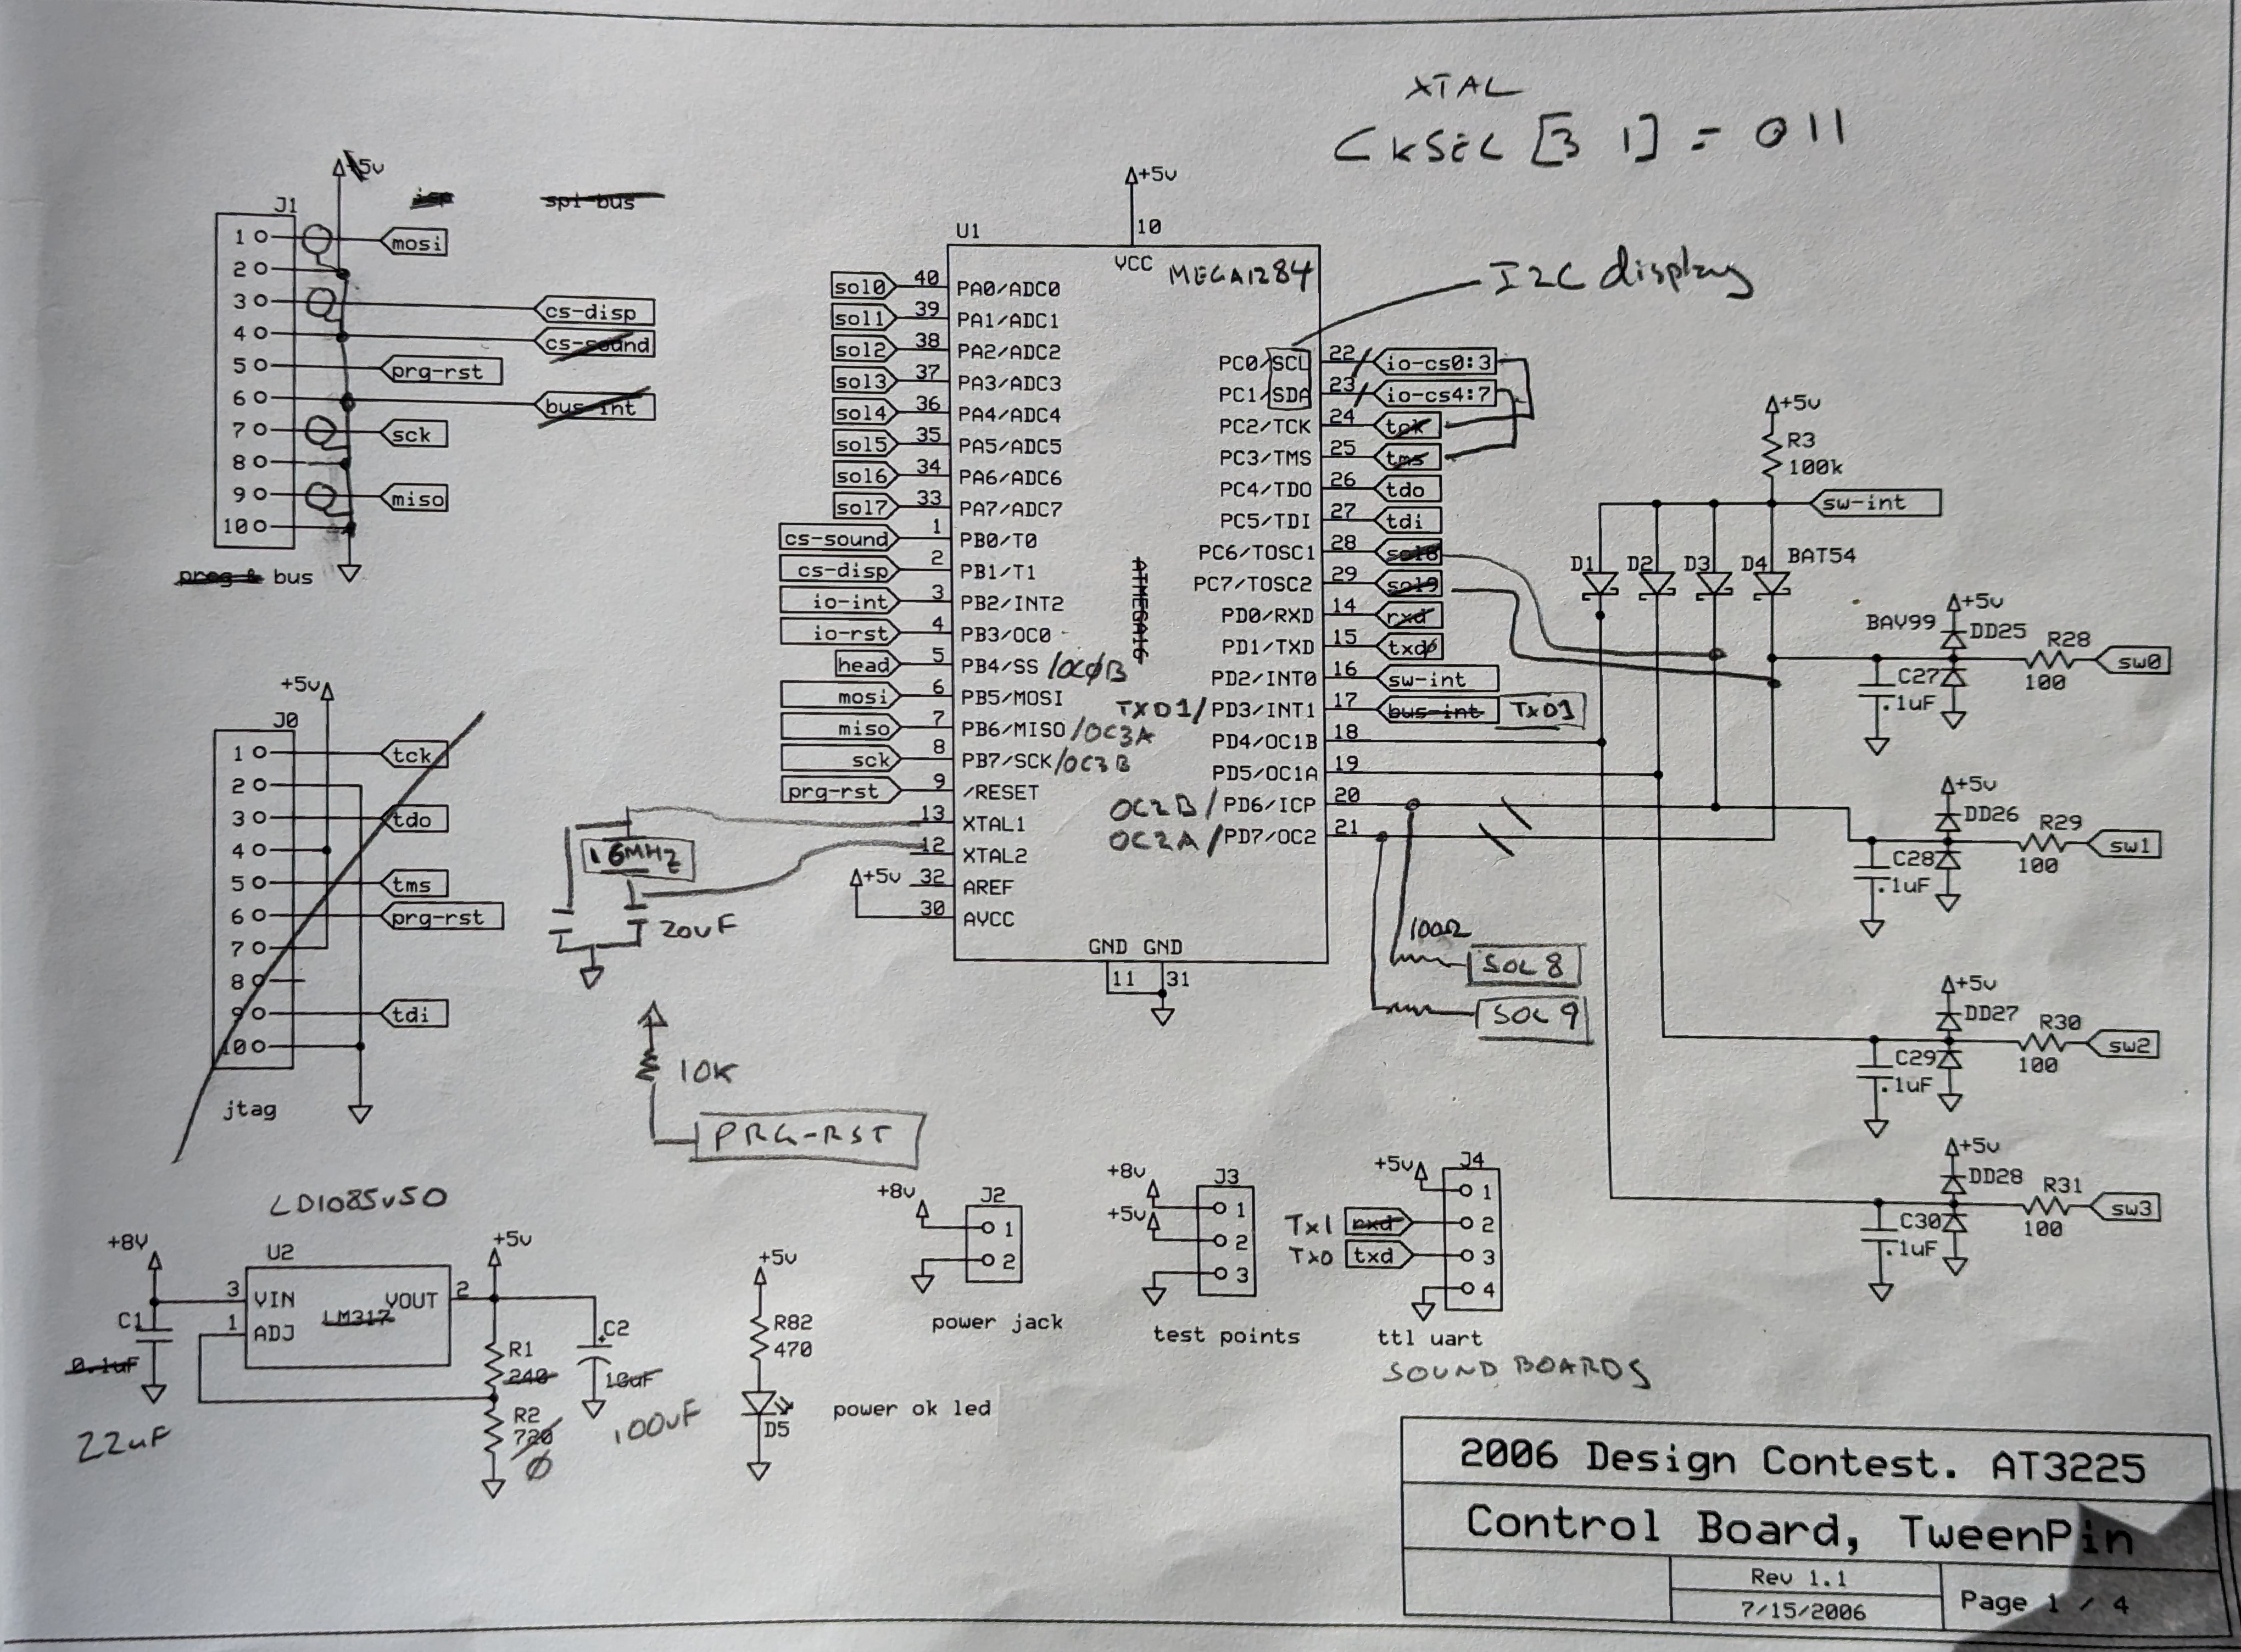 XTAL
CKSEL [3 1] = 011
+5v
isp
spi-bus
J1
1
mosi
2
3
cs-disp
4
cs-sound
5
prg-rst
6
bus-int
7
sck
8
9
miso
10
prog & bus
+5v
10
U1
VCC
MEGA1284
ATMEGA16
I2C display
sol0 40 PA0/ADC0
sol1 39 PA1/ADC1
sol2 38 PA2/ADC2
sol3 37 PA3/ADC3
sol4 36 PA4/ADC4
sol5 35 PA5/ADC5
sol6 34 PA6/ADC6
sol7 33 PA7/ADC7
cs-sound 1 PB0/T0
cs-disp 2 PB1/T1
io-int 3 PB2/INT2
io-rst 4 PB3/OC0
head 5 PB4/SS /OC0B
mosi 6 PB5/MOSI
miso 7 PB6/MISO /OC3A
sck 8 PB7/SCK /OC3B
prg-rst 9 /RESET
13 XTAL1
12 XTAL2
+5v 32 AREF
30 AVCC
GND GND
11 31
PC0/SCL 22 io-cs0:3
PC1/SDA 23 io-cs4:7
PC2/TCK 24 tck
PC3/TMS 25 tms
PC4/TDO 26 tdo
PC5/TDI 27 tdi
PC6/TOSC1 28 sol8
PC7/TOSC2 29 sol9
PD0/RXD 14 rxd
PD1/TXD 15 txd0
PD2/INT0 16 sw-int
TXD1/ PD3/INT1 17 bus-int TXD1
PD4/OC1B 18
PD5/OC1A 19
OC2B / PD6/ICP 20
OC2A / PD7/OC2 21
100Ω
SOL 8
SOL 9
16MHz
20uF
10K
PRG-RST
+5v
R3
100k
sw-int
D1 D2 D3 D4 BAT54
+5v
BAV99 DD25
R28
100
sw0
C27
.1uF
+5v
DD26
R29
100
sw1
C28
.1uF
+5v
DD27
R30
100
sw2
C29
.1uF
+5v
DD28
R31
100
sw3
C30
.1uF
+5v
J0
1
tck
2
3
tdo
4
5
tms
6
prg-rst
7
8
9
tdi
10
jtag
LD1085v50
+8V
U2
+5v
3 VIN VOUT 2
LM317
1 ADJ
C1
0.1uF
22uF
R1
240
R2
720
0
C2
+
10uF
100uF
+5v
R82
470
D5
power ok led
+8v
J2
1
2
power jack
+8v
+5v
J3
1
2
3
test points
+5v
J4
1
Tx1 rxd 2
Tx0 txd 3
4
ttl uart
SOUND BOARDS
2006 Design Contest. AT3225
Control Board, TweenPin
Rev 1.1
7/15/2006
Page 1 / 4